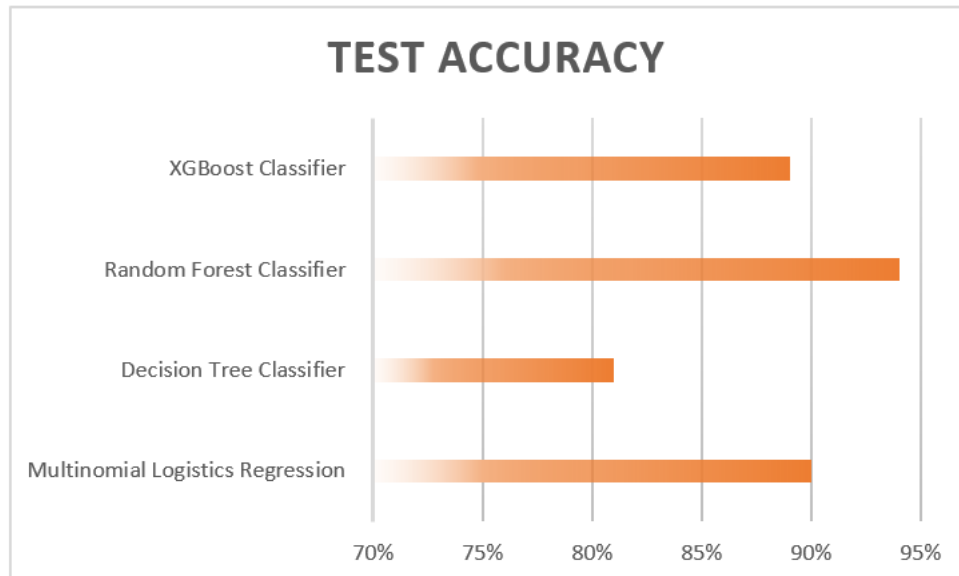 TEST ACCURACY
XGBoost Classifier
Random Forest Classifier
Decision Tree Classifier
Multinomial Logistics Regression
70% 75% 80% 85% 90% 95%